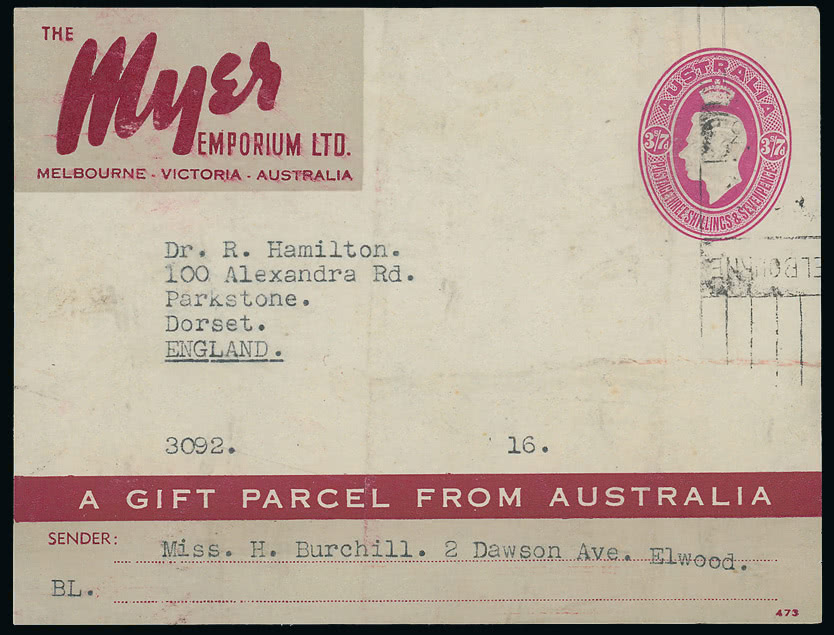 THE
Myer
EMPORIUM LTD.
MELBOURNE - VICTORIA - AUSTRALIA
AUSTRALIA
3/7D 3/7D
POSTAGE THREE SHILLINGS & SEVENPENCE
ELBOURNE
Dr. R. Hamilton.
100 Alexandra Rd.
Parkstone.
Dorset.
ENGLAND.
3092. 16.
A GIFT PARCEL FROM AUSTRALIA
SENDER: Miss. H. Burchill. 2 Dawson Ave. Elwood.
BL.
473